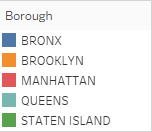 Borough
BRONX
BROOKLYN
MANHATTAN
QUEENS
STATEN ISLAND